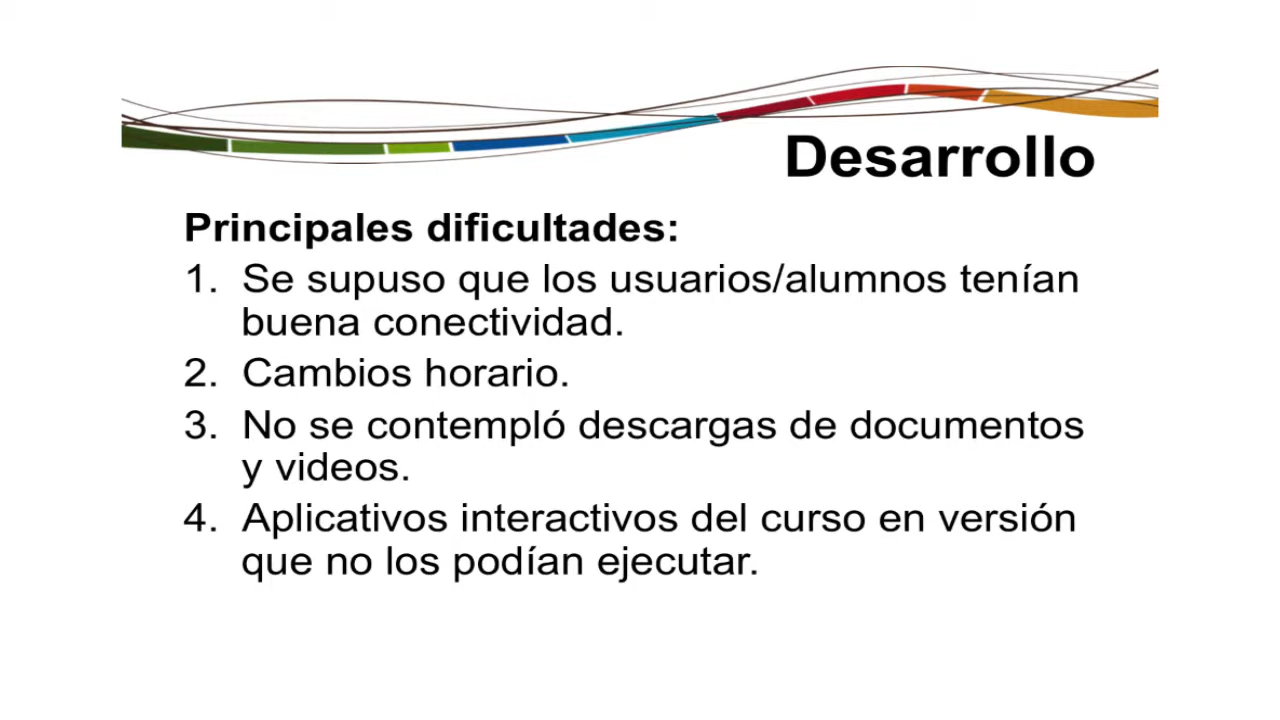 Desarrollo
Principales dificultades:
1. Se supuso que los usuarios/alumnos tenían
buena conectividad.
2. Cambios horario.
3. No se contempló descargas de documentos
y videos.
4. Aplicativos interactivos del curso en versión
que no los podían ejecutar.